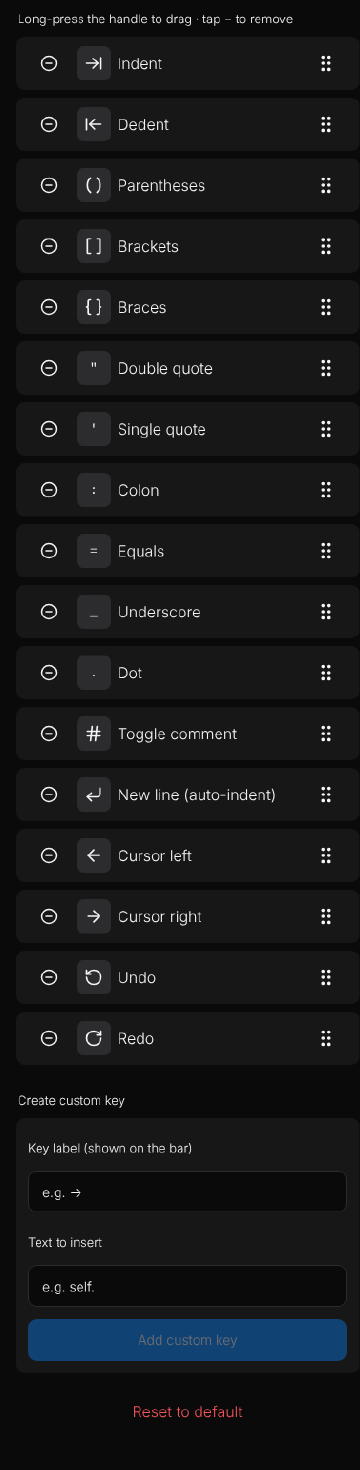 Long-press the handle to drag · tap − to remove
Indent
Dedent
( ) Parentheses
[ ] Brackets
{ } Braces
" Double quote
' Single quote
: Colon
= Equals
_ Underscore
. Dot
# Toggle comment
New line (auto-indent)
← Cursor left
→ Cursor right
Undo
Redo
Create custom key
Key label (shown on the bar)
e.g. →
Text to insert
e.g. self.
Add custom key
Reset to default